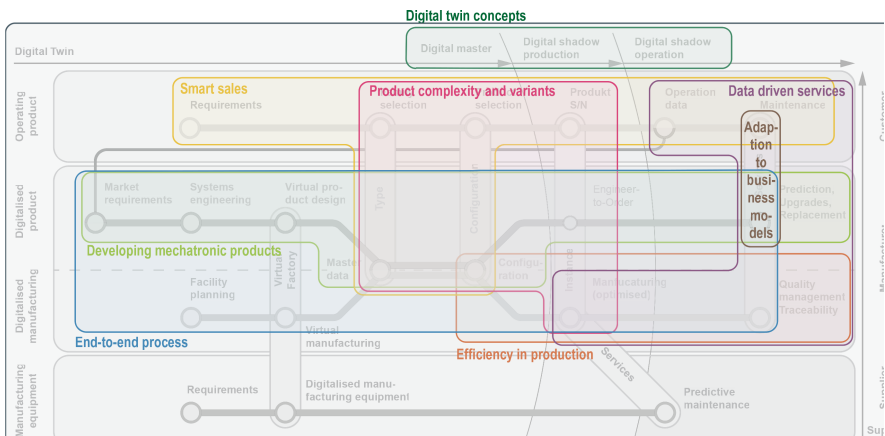 Digital twin concepts
Digital Twin
Digital master
Digital shadow
production
Digital shadow
operation
Smart sales
Product complexity and variants
Data driven services
Operating
product
Requirements
selection
selection
Produkt
S/N
Operation
data
Maintenance
Customer
Adap-
tion
to
busi-
ness
mo-
dels
Digitalised
product
Market
requirements
Systems
engineering
Virtual pro-
duct design
Type
Configuration
Engineer-
to-Order
Prediction,
Upgrades,
Replacement
Developing mechatronic products
Manufacturer
Digitalised
manufacturing
Facility
planning
Virtual
Factory
Master
data
Configu-
ration
Instance
Manfucaturing
(optimised)
Quality
management
Traceability
Virtual
manufacturing
End-to-end process
Efficiency in production
Services
Manufacturing
equipment
Requirements
Digitalised manu-
facturing equipment
Predictive
maintenance
Supplier